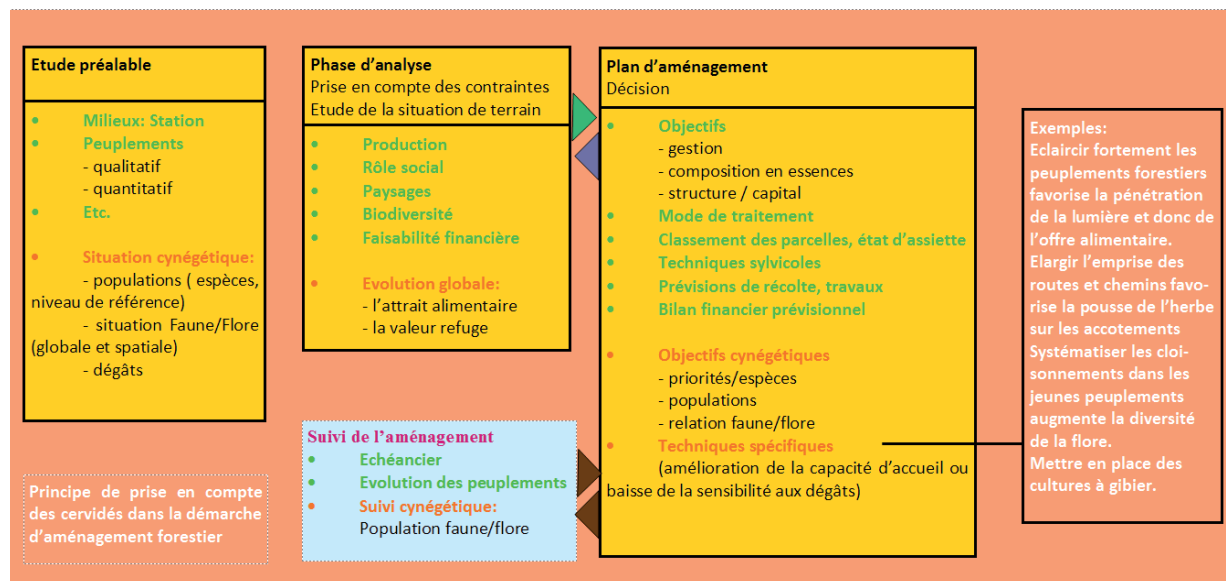 Etude préalable
• Milieux: Station
• Peuplements
- qualitatif
- quantitatif
• Etc.
• Situation cynégétique:
- populations ( espèces,
niveau de référence)
- situation Faune/Flore
(globale et spatiale)
- dégâts
Phase d’analyse
Prise en compte des contraintes
Etude de la situation de terrain
• Production
• Rôle social
• Paysages
• Biodiversité
• Faisabilité financière
• Evolution globale:
- l’attrait alimentaire
- la valeur refuge
Plan d’aménagement
Décision
• Objectifs
- gestion
- composition en essences
- structure / capital
• Mode de traitement
• Classement des parcelles, état d’assiette
• Techniques sylvicoles
• Prévisions de récolte, travaux
• Bilan financier prévisionnel
• Objectifs cynégétiques
- priorités/espèces
- populations
- relation faune/flore
• Techniques spécifiques
(amélioration de la capacité d’accueil ou
baisse de la sensibilité aux dégâts)
Exemples:
Eclaircir fortement les
peuplements forestiers
favorise la pénétration
de la lumière et donc de
l’offre alimentaire.
Elargir l’emprise des
routes et chemins favo-
rise la pousse de l’herbe
sur les accotements
Systématiser les cloi-
sonnements dans les
jeunes peuplements
augmente la diversité
de la flore.
Mettre en place des
cultures à gibier.
Suivi de l’aménagement
• Echéancier
• Evolution des peuplements
• Suivi cynégétique:
Population faune/flore
Principe de prise en compte
des cervidés dans la démarche
d’aménagement forestier